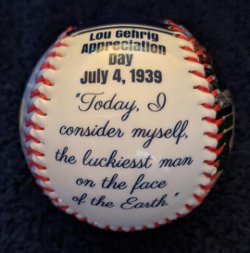 Lou Gehrig
Appreciation
Day
July 4, 1939
"Today, I
consider myself,
the luckiesst man
on the face
of the Earth."